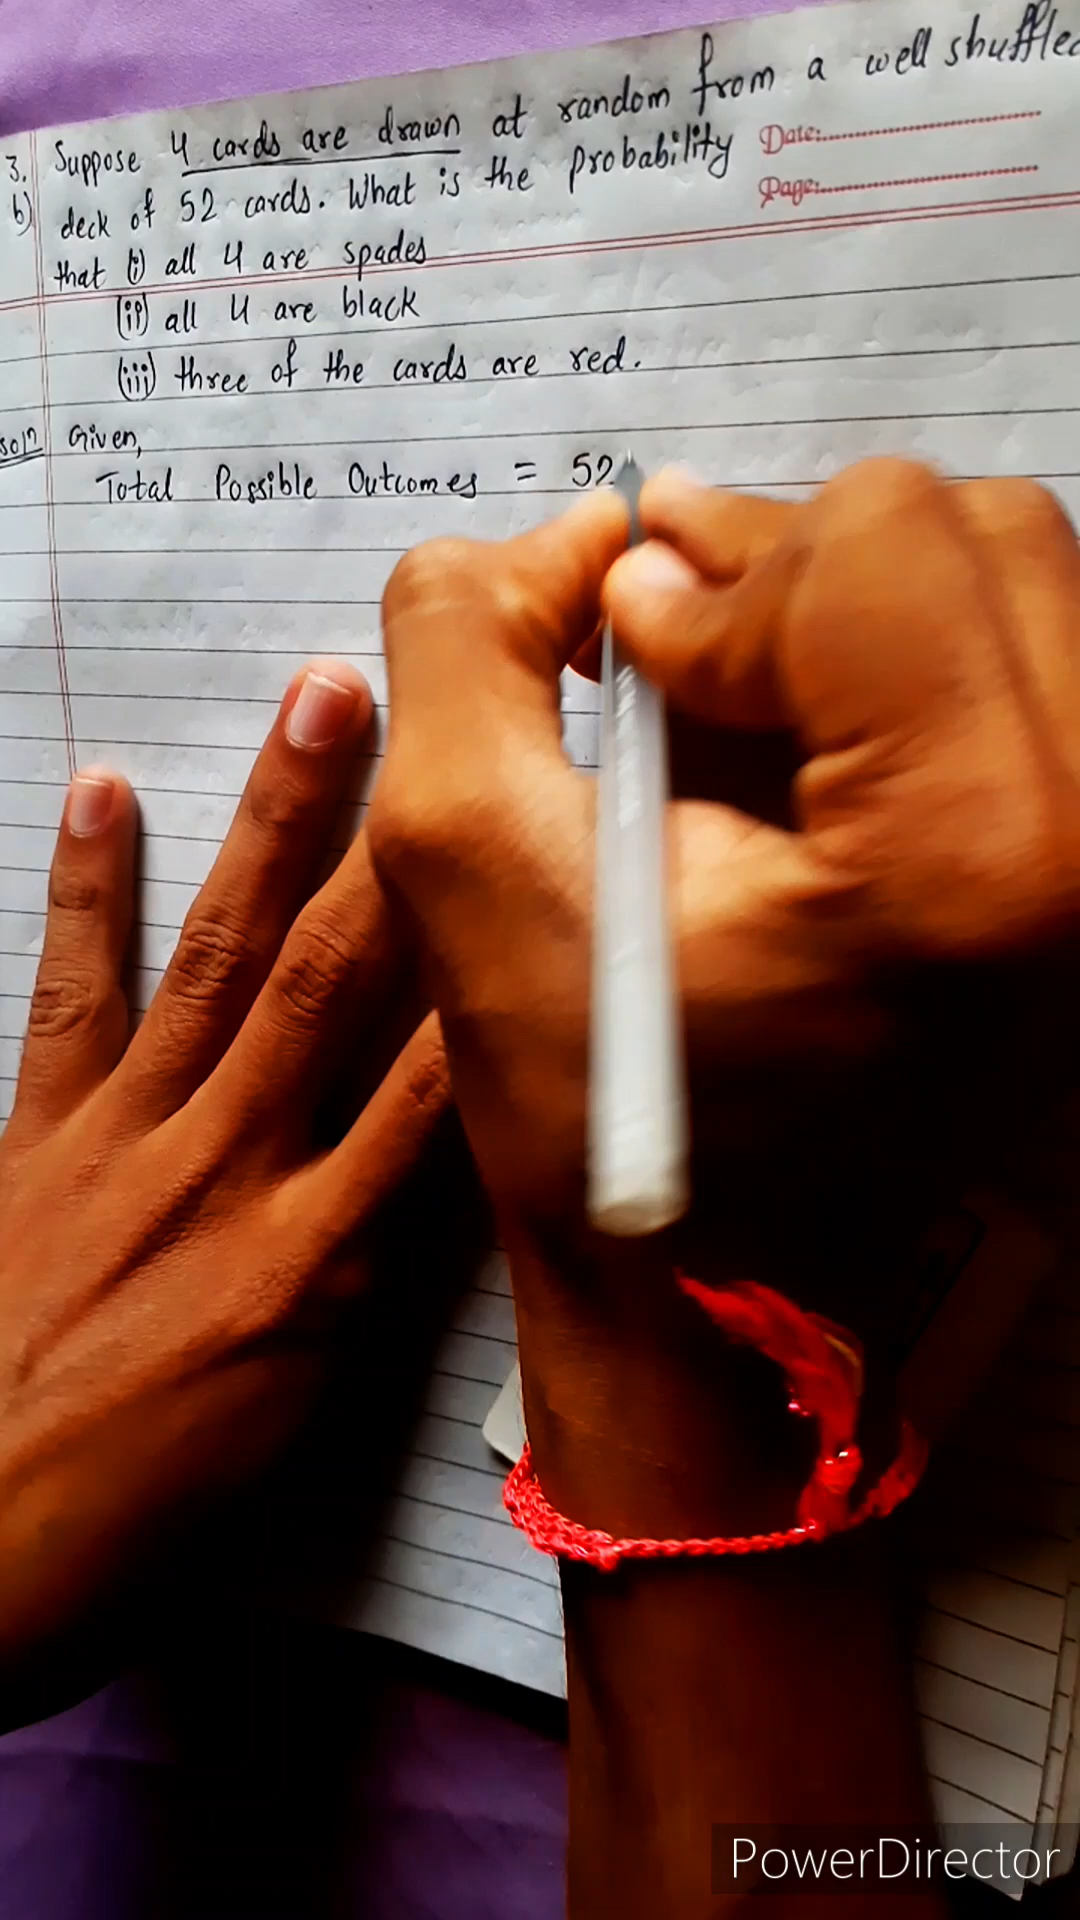 3. Suppose 4 cards are drawn at random from a well shuffled
b) deck of 52 cards. What is the probability
Date:
Page:
that (i) all 4 are spades
(ii) all 4 are black
(iii) three of the cards are red.
Soln Given,
Total Possible Outcomes = 52
PowerDirector